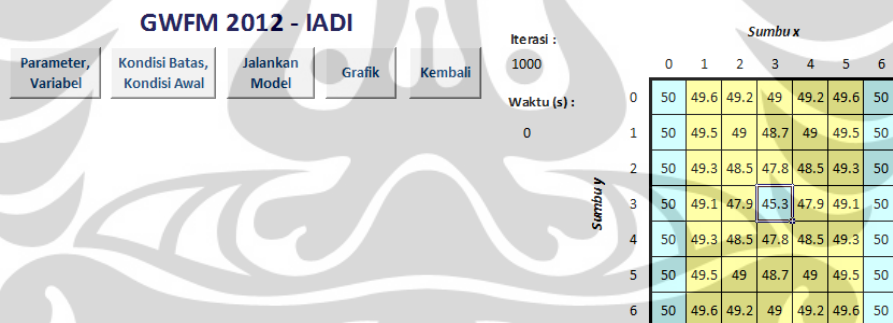 GWFM 2012 - IADI
Parameter,
Variabel
Kondisi Batas,
Kondisi Awal
Jalankan
Model
Grafik
Kembali
Iterasi :
1000
Waktu (s) :
0
Sumbu x
0 1 2 3 4 5 6
Sumbu y
0 50 49.6 49.2 49 49.2 49.6 50
1 50 49.5 49 48.7 49 49.5 50
2 50 49.3 48.5 47.8 48.5 49.3 50
3 50 49.1 47.9 45.3 47.9 49.1 50
4 50 49.3 48.5 47.8 48.5 49.3 50
5 50 49.5 49 48.7 49 49.5 50
6 50 49.6 49.2 49 49.2 49.6 50